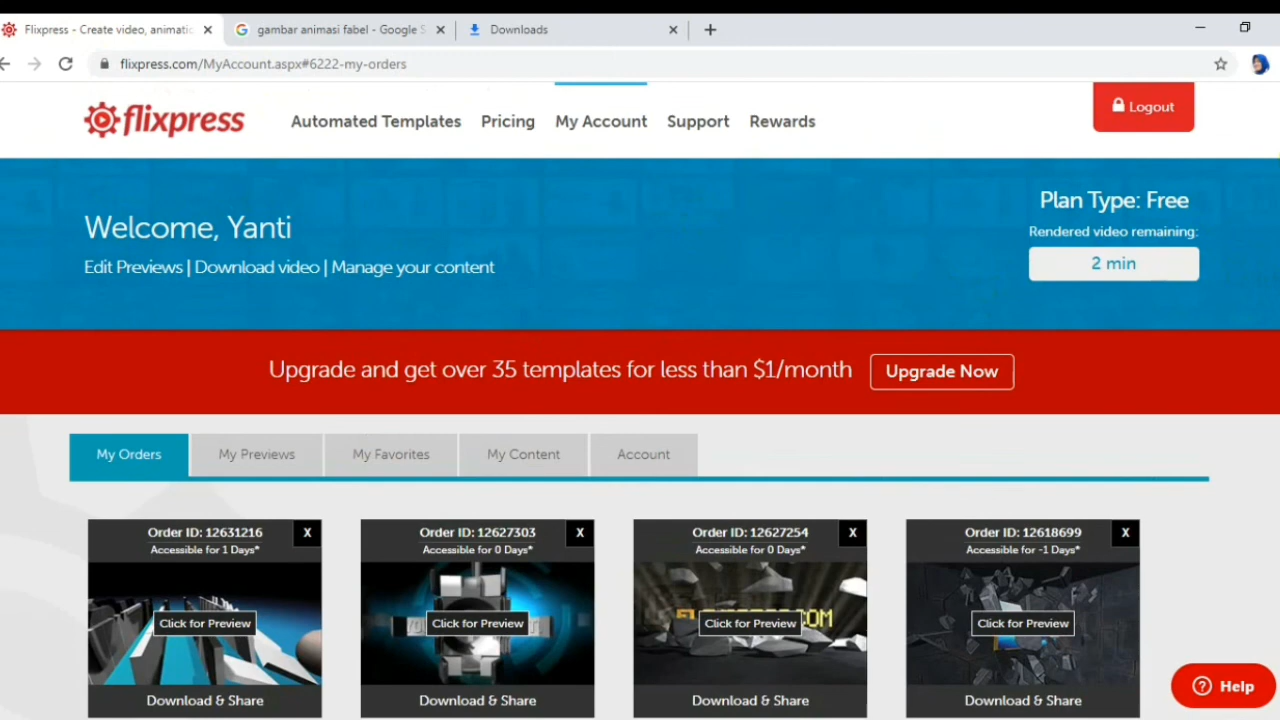 Flixpress - Create video, animatic
gambar animasi fabel - Google S
Downloads
flixpress.com/MyAccount.aspx#6222-my-orders
flixpress
Automated Templates
Pricing
My Account
Support
Rewards
Logout
Welcome, Yanti
Edit Previews | Download video | Manage your content
Plan Type: Free
Rendered video remaining:
2 min
Upgrade and get over 35 templates for less than $1/month
Upgrade Now
My Orders
My Previews
My Favorites
My Content
Account
Order ID: 12631216
X
Accessible for 1 Days*
Click for Preview
Download & Share
Order ID: 12627303
X
Accessible for 0 Days*
Click for Preview
Download & Share
Order ID: 12627254
X
Accessible for 0 Days*
Click for Preview
Download & Share
Order ID: 12618699
X
Accessible for -1 Days*
Click for Preview
Download & Share
Help